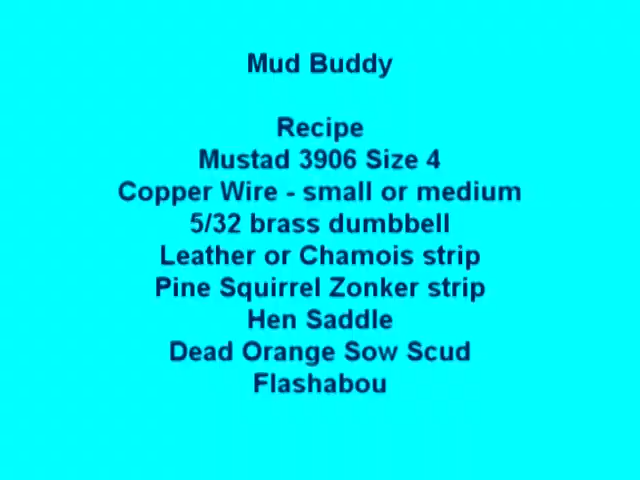 Mud Buddy
Recipe
Mustad 3906 Size 4
Copper Wire - small or medium
5/32 brass dumbbell
Leather or Chamois strip
Pine Squirrel Zonker strip
Hen Saddle
Dead Orange Sow Scud
Flashabou